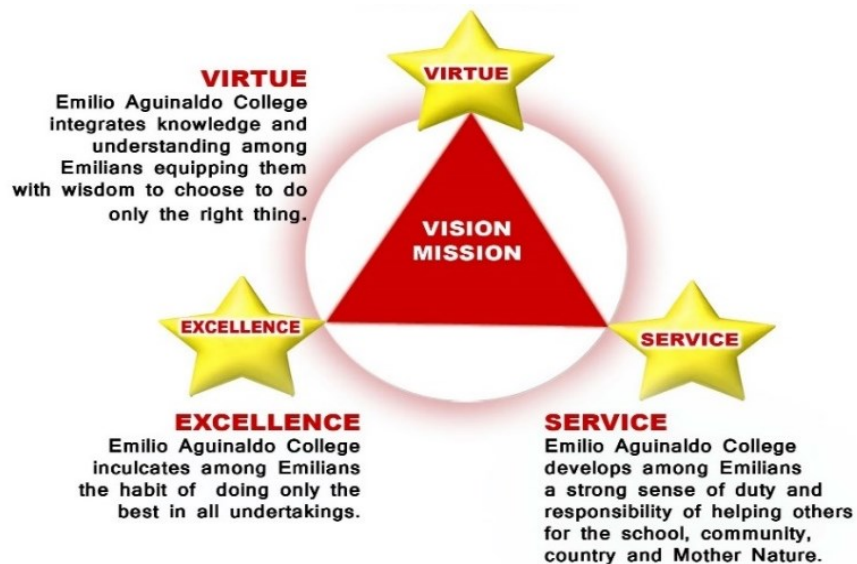 VIRTUE
VIRTUE
Emilio Aguinaldo College
integrates knowledge and
understanding among
Emilians equipping them
with wisdom to choose to do
only the right thing.
VISION
MISSION
EXCELLENCE
SERVICE
EXCELLENCE
Emilio Aguinaldo College
inculcates among Emilians
the habit of doing only the
best in all undertakings.
SERVICE
Emilio Aguinaldo College
develops among Emilians
a strong sense of duty and
responsibility of helping others
for the school, community,
country and Mother Nature.